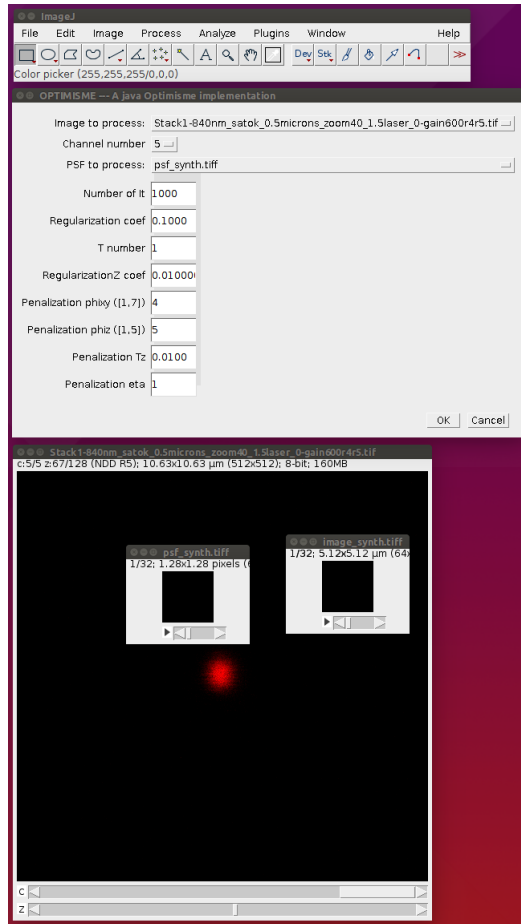 ImageJ
File Edit Image Process Analyze Plugins Window Help
A Dev Stk
Color picker (255,255,255/0,0,0)
OPTIMISME --- A java Optimisme implementation
Image to process: Stack1-840nm_satok_0.5microns_zoom40_1.5laser_0-gain600r4r5.tif
Channel number 5
PSF to process: psf_synth.tiff
Number of It 1000
Regularization coef 0.1000
T number 1
RegularizationZ coef 0.01000
Penalization phixy ([1,7]) 4
Penalization phiz ([1,5]) 5
Penalization Tz 0.0100
Penalization eta 1
OK Cancel
Stack1-840nm_satok_0.5microns_zoom40_1.5laser_0-gain600r4r5.tif
c:5/5 z:67/128 (NDD R5); 10.63x10.63 µm (512x512); 8-bit; 160MB
psf_synth.tiff
1/32; 1.28x1.28 pixels (6
image_synth.tiff
1/32; 5.12x5.12 µm (64x
C
Z